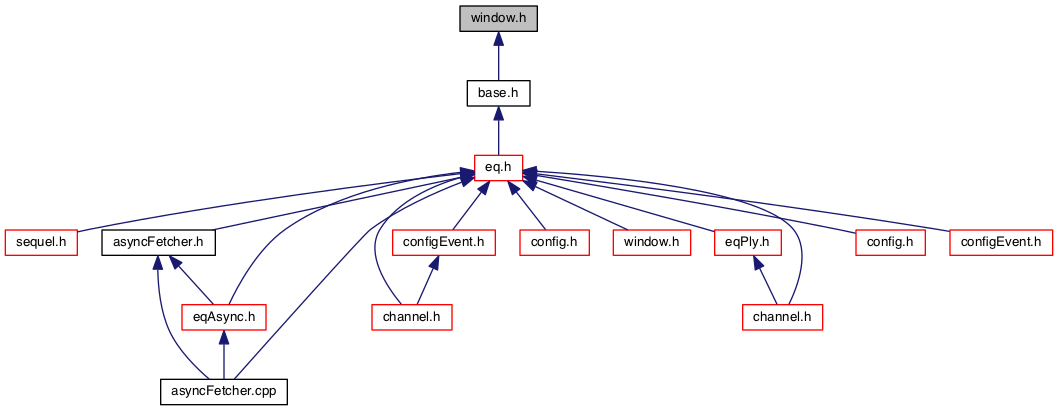 window.h
base.h
eq.h
sequel.h
asyncFetcher.h
configEvent.h
config.h
window.h
eqPly.h
config.h
configEvent.h
eqAsync.h
channel.h
channel.h
asyncFetcher.cpp